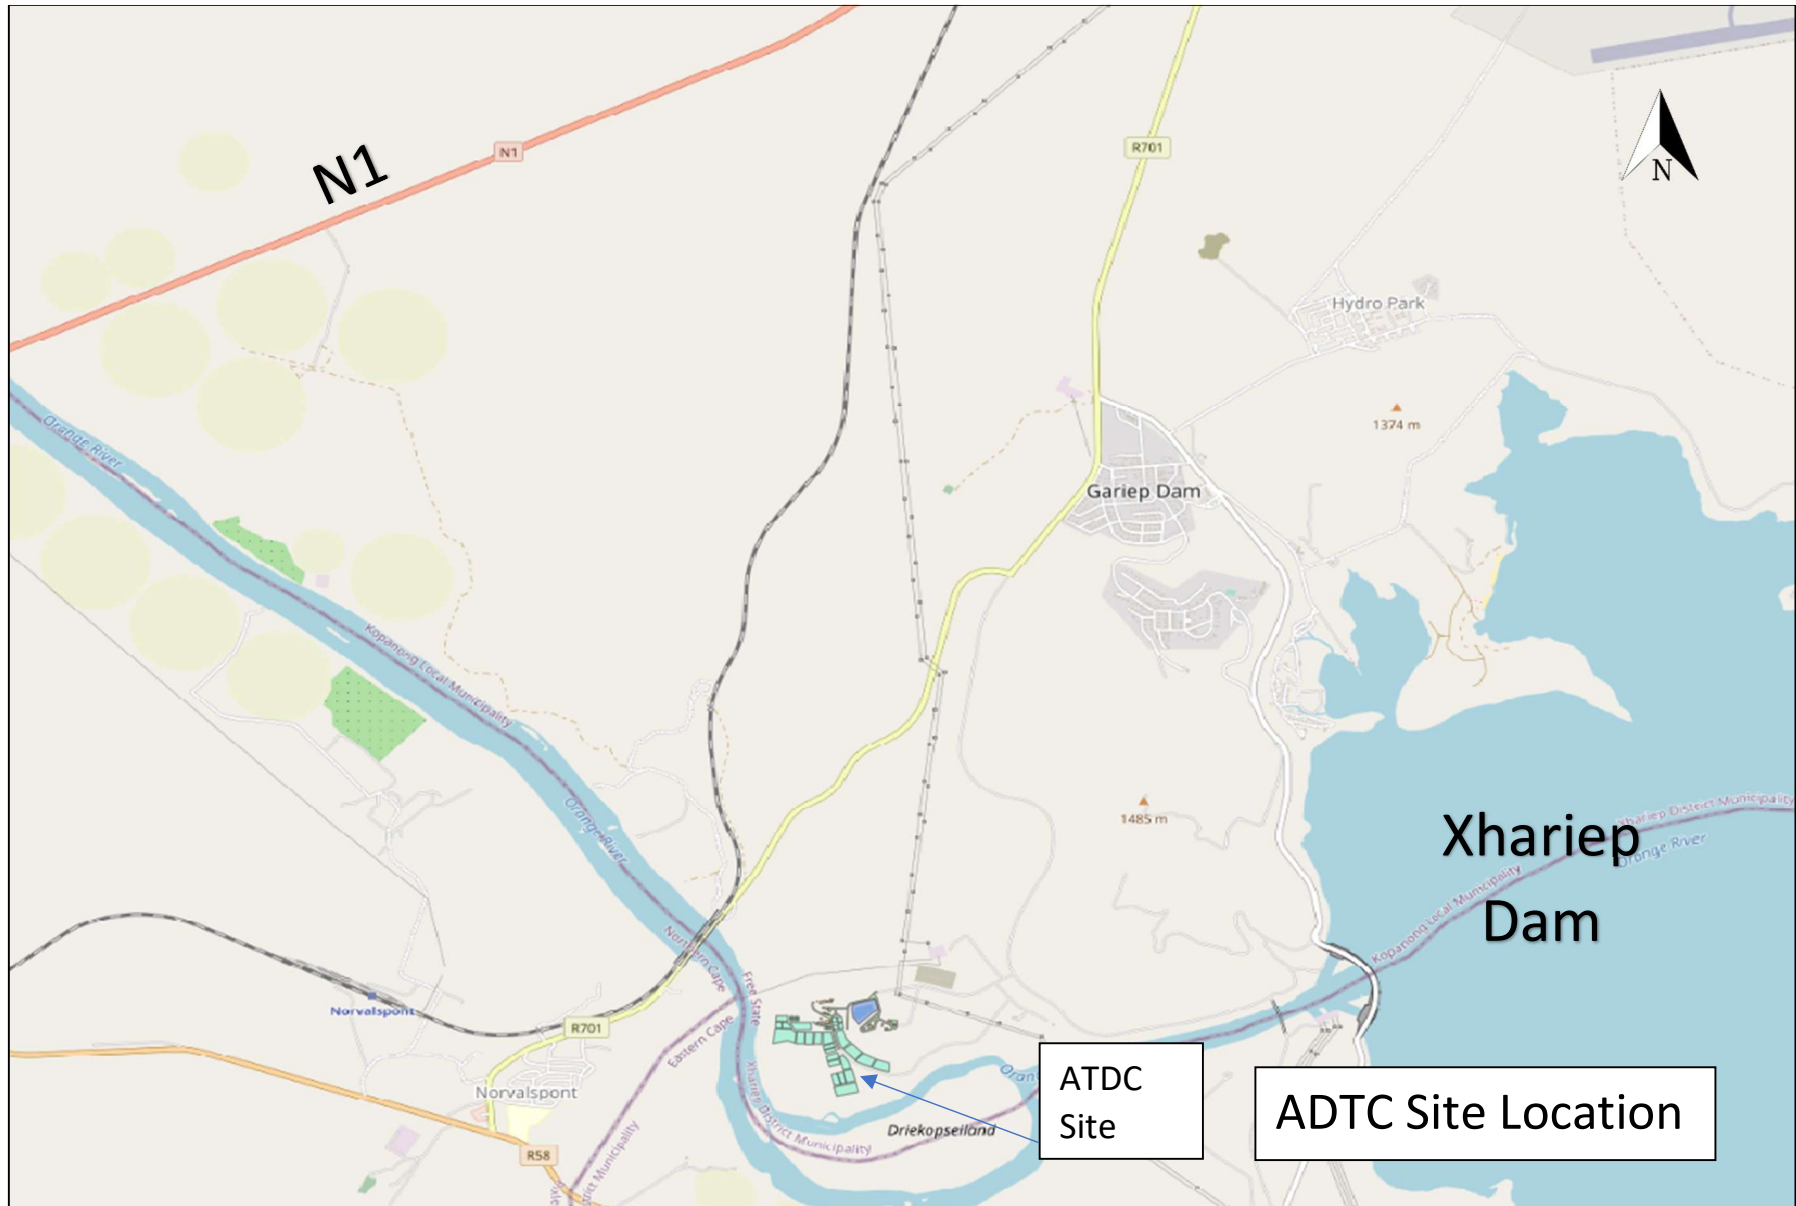 N1
N1
R701
N
Hydro Park
1374 m
Orange River
Gariep Dam
Kopanong Local Municipality
Orange River
1485 m
Xhariep District Municipality
Xhariep
Dam
Orange River
Kopanong Local Municipality
Northern Cape
Free State
Norvalspont
R701
Eastern Cape
Norvalspont
Xhariep District Municipality
Driekopseiland
ATDC
Site
ADTC Site Location
R58